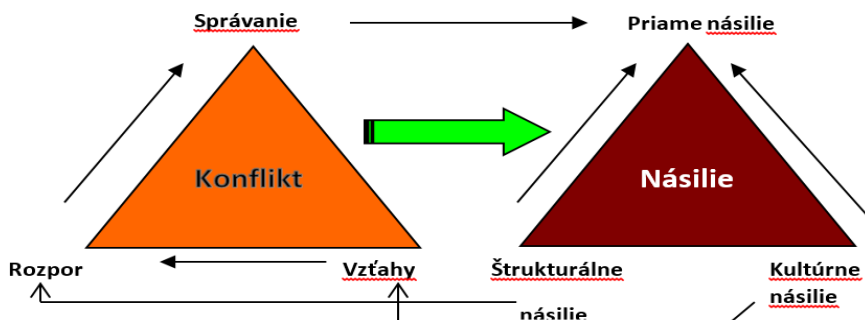 Správanie
Priame násilie
Konflikt
Násilie
Rozpor
Vzťahy
Štrukturálne
násilie
Kultúrne
násilie